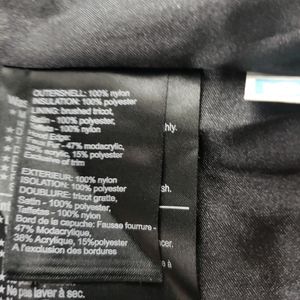 OUTERSHELL: 100% nylon
INSULATION: 100% polyester
LINING: brushed tricot,
Satin - 100% polyester,
- 100% nylon
Hood Edge:
Faux Fur - 47% modacrylic,
38% acrylic, 15% polyester
Exclusive of trim
EXTERIEUR: 100% nylon
ISOLATION: 100% polyester
DOUBLURE: tricot gratte,
Satin - 100% polyester,
Taffetas - 100% nylon
Bord de la capuche: Fausse fourrure -
47% Modacrylique,
38% Acrylique, 15%polyester
A l'exclusion des bordures
Ne pas laver à sec.